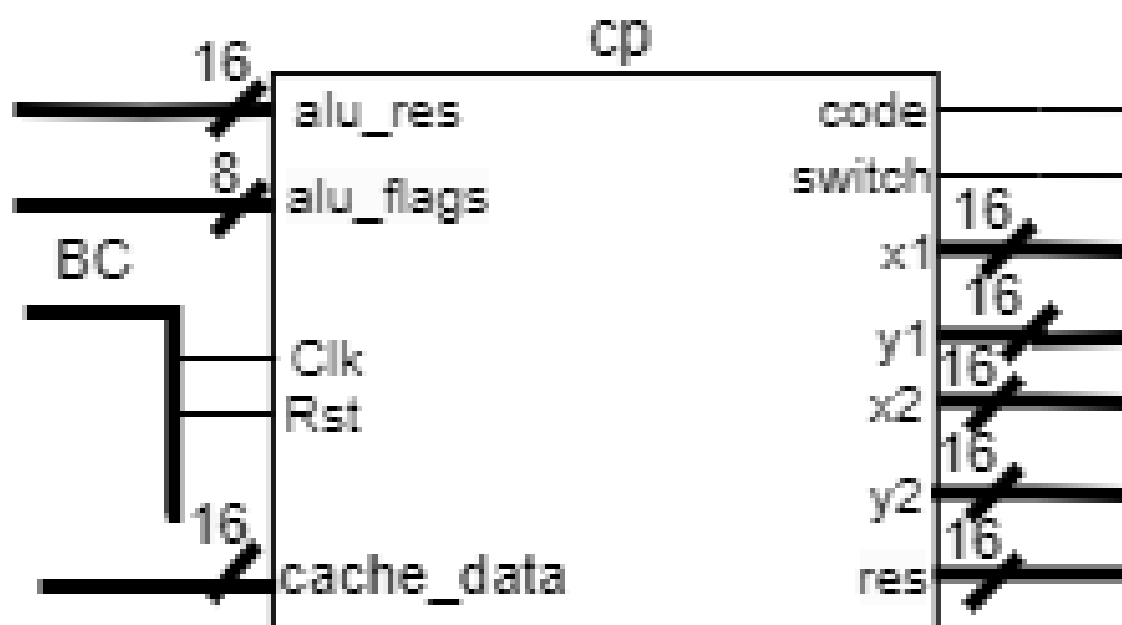 cp
16
alu_res
8
alu_flags
BC
Clk
Rst
16
cache_data
code
switch
16
x1
16
y1
16
x2
16
y2
16
res